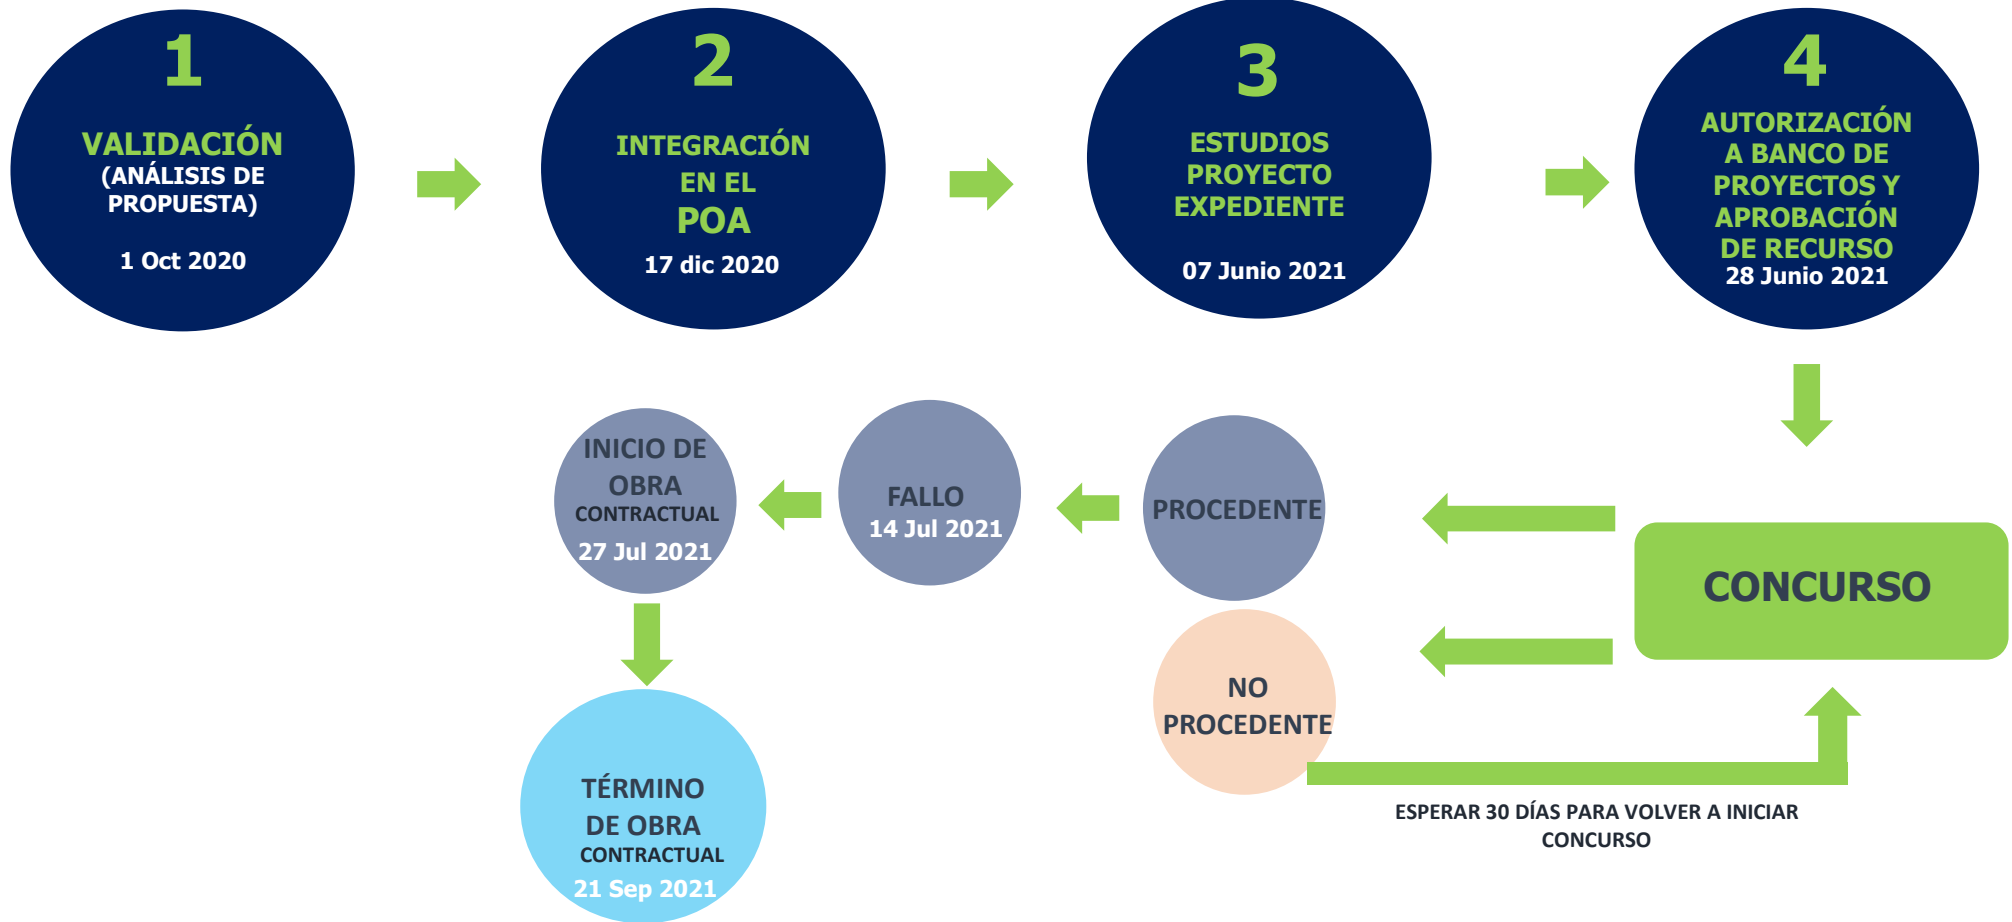 1
VALIDACIÓN
(ANÁLISIS DE
PROPUESTA)
1 Oct 2020
2
INTEGRACIÓN
EN EL
POA
17 dic 2020
3
ESTUDIOS
PROYECTO
EXPEDIENTE
07 Junio 2021
4
AUTORIZACIÓN
A BANCO DE
PROYECTOS Y
APROBACIÓN
DE RECURSO
28 Junio 2021
CONCURSO
PROCEDENTE
FALLO
14 Jul 2021
INICIO DE
OBRA
CONTRACTUAL
27 Jul 2021
TÉRMINO
DE OBRA
CONTRACTUAL
21 Sep 2021
NO
PROCEDENTE
ESPERAR 30 DÍAS PARA VOLVER A INICIAR
CONCURSO